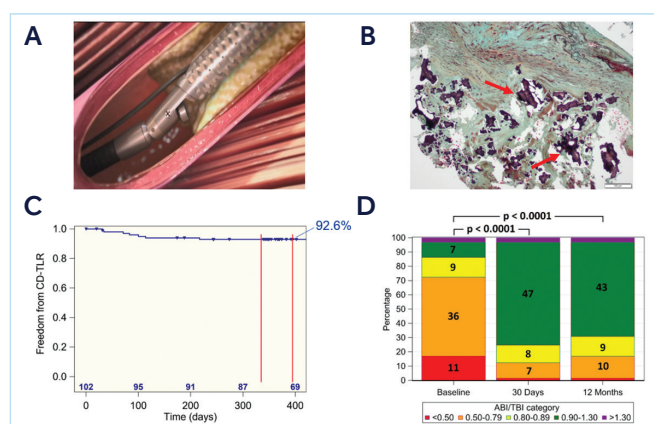 A
B
C
1.0
0.8
0.6
0.4
0.2
0.0
Freedom from CD-TLR
92.6%
102 95 91 87 69
0 100 200 300 400
Time (days)
D
p < 0.0001
p < 0.0001
100
90
80
70
60
50
40
30
20
10
0
Percentage
7
9
36
11
47
8
7
43
9
10
Baseline 30 Days 12 Months
ABI/TBI category
<0.50 0.50-0.79 0.80-0.89 0.90-1.30 >1.30